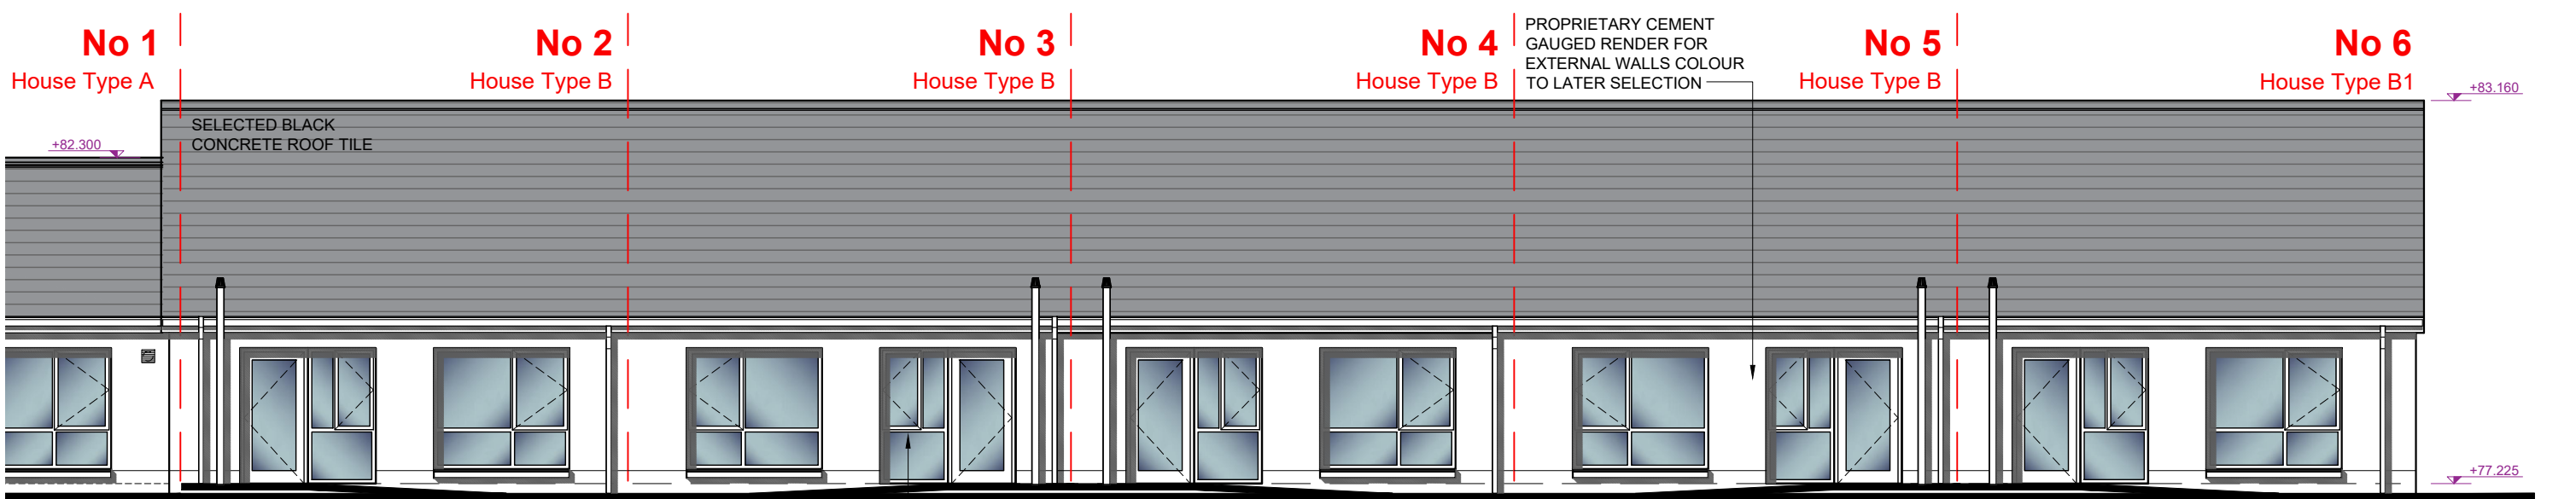 No 1
House Type A
No 2
House Type B
No 3
House Type B
No 4
House Type B
PROPRIETARY CEMENT
GAUGED RENDER FOR
EXTERNAL WALLS COLOUR
TO LATER SELECTION
No 5
House Type B
No 6
House Type B1
+83.160
SELECTED BLACK
CONCRETE ROOF TILE
+82.300
+77.225